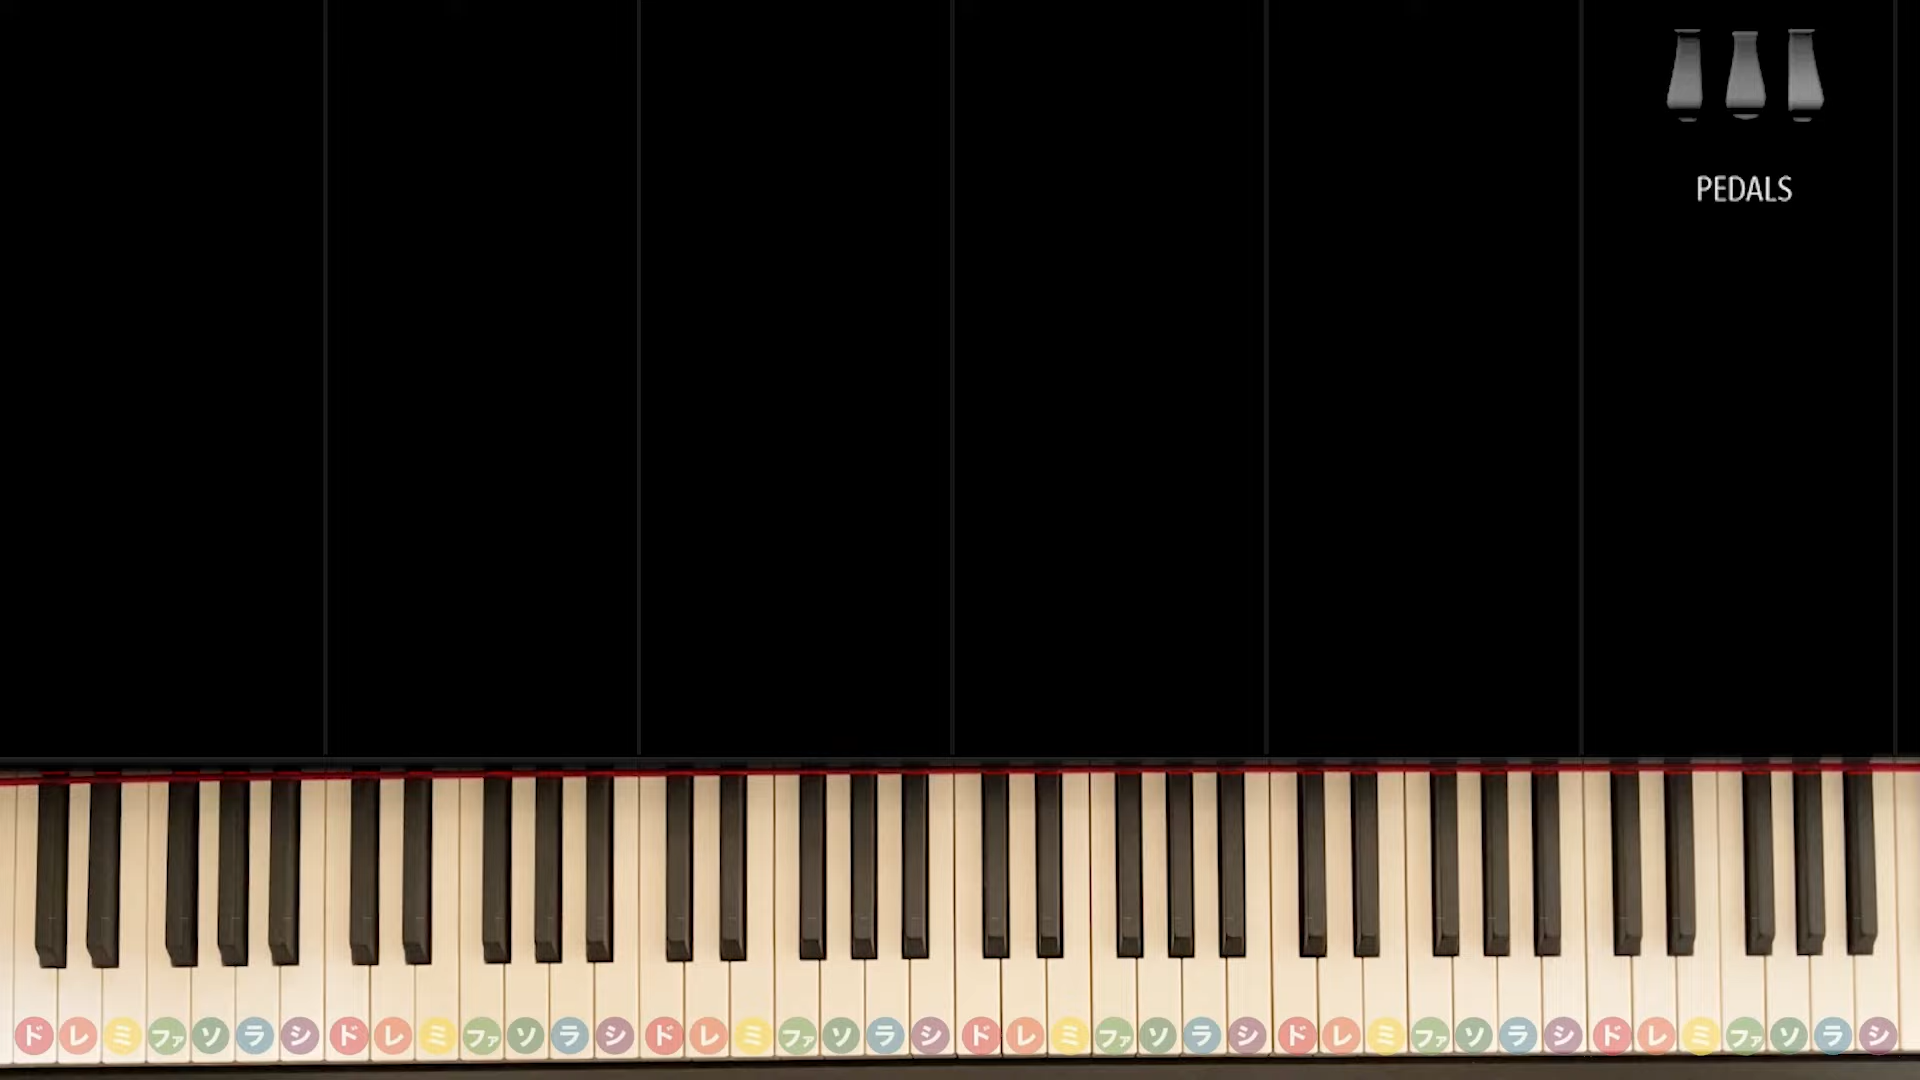 PEDALS
ド レ ミ ファ ソ ラ シ ド レ ミ ファ ソ ラ シ ド レ ミ ファ ソ ラ シ ド レ ミ ファ ソ ラ シ ド レ ミ ファ ソ ラ シ ド レ ミ ファ ソ ラ シ